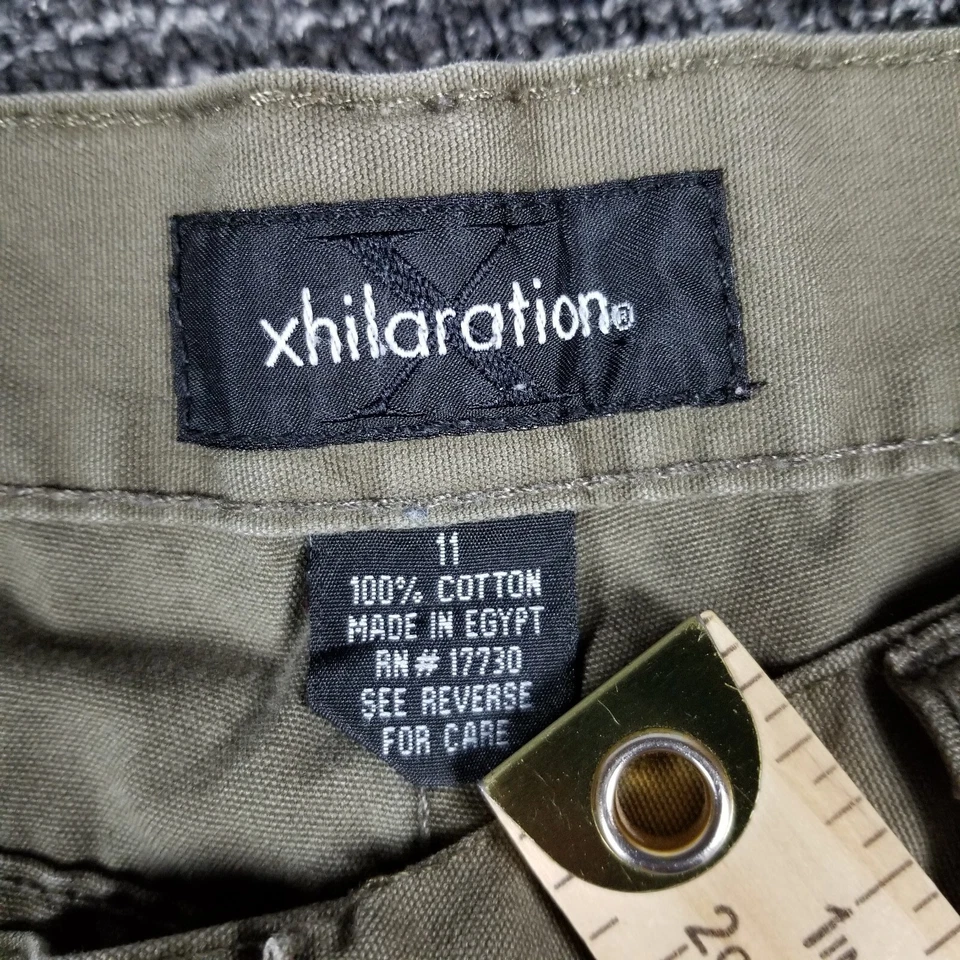 xhilaration®
11
100% COTTON
MADE IN EGYPT
RN# 17730
SEE REVERSE
FOR CARE